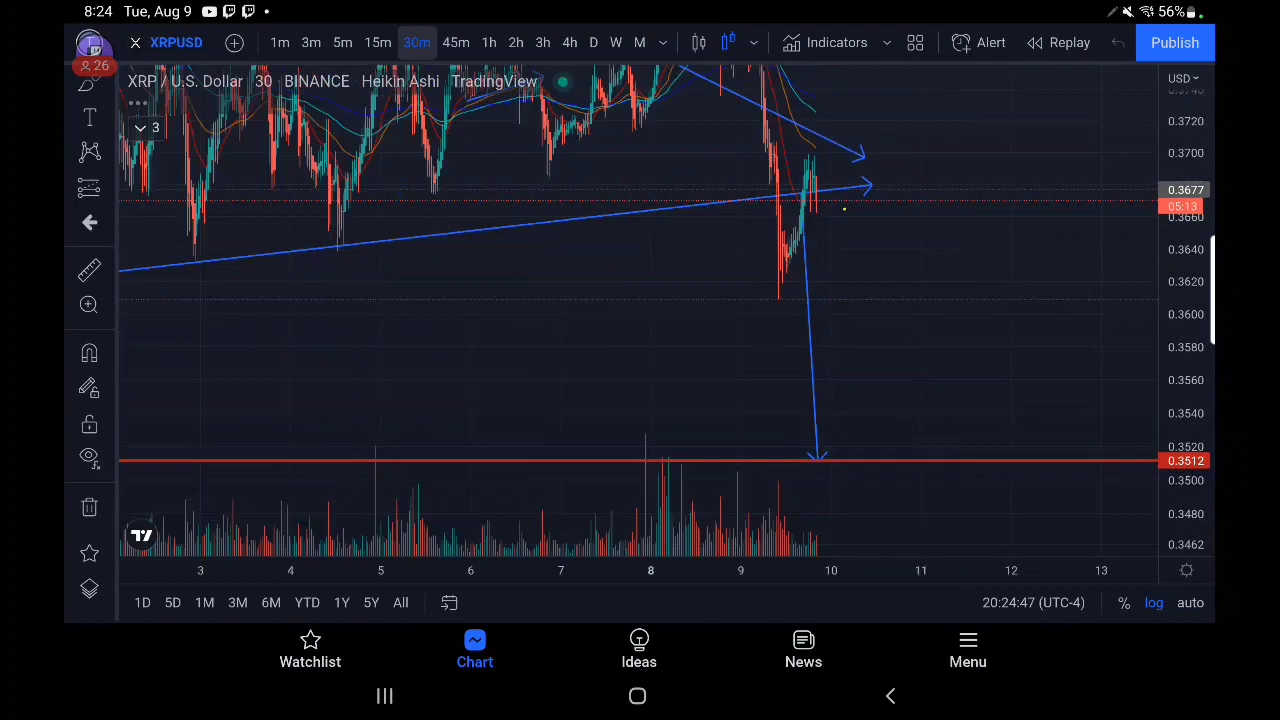 8:24 Tue, Aug 9 56%
26
XRPUSD 1m 3m 5m 15m 30m 45m 1h 2h 3h 4h D W M Indicators Alert Replay Publish
XRP / U.S. Dollar 30 BINANCE Heikin Ashi TradingView
3
USD
0.3740
0.3720
0.3700
0.3677
05:13
0.3660
0.3640
0.3620
0.3600
0.3580
0.3560
0.3540
0.3520
0.3512
0.3500
0.3480
0.3462
3 4 5 6 7 8 9 10 11 12 13
1D 5D 1M 3M 6M YTD 1Y 5Y All 20:24:47 (UTC-4) % log auto
Watchlist Chart Ideas News Menu